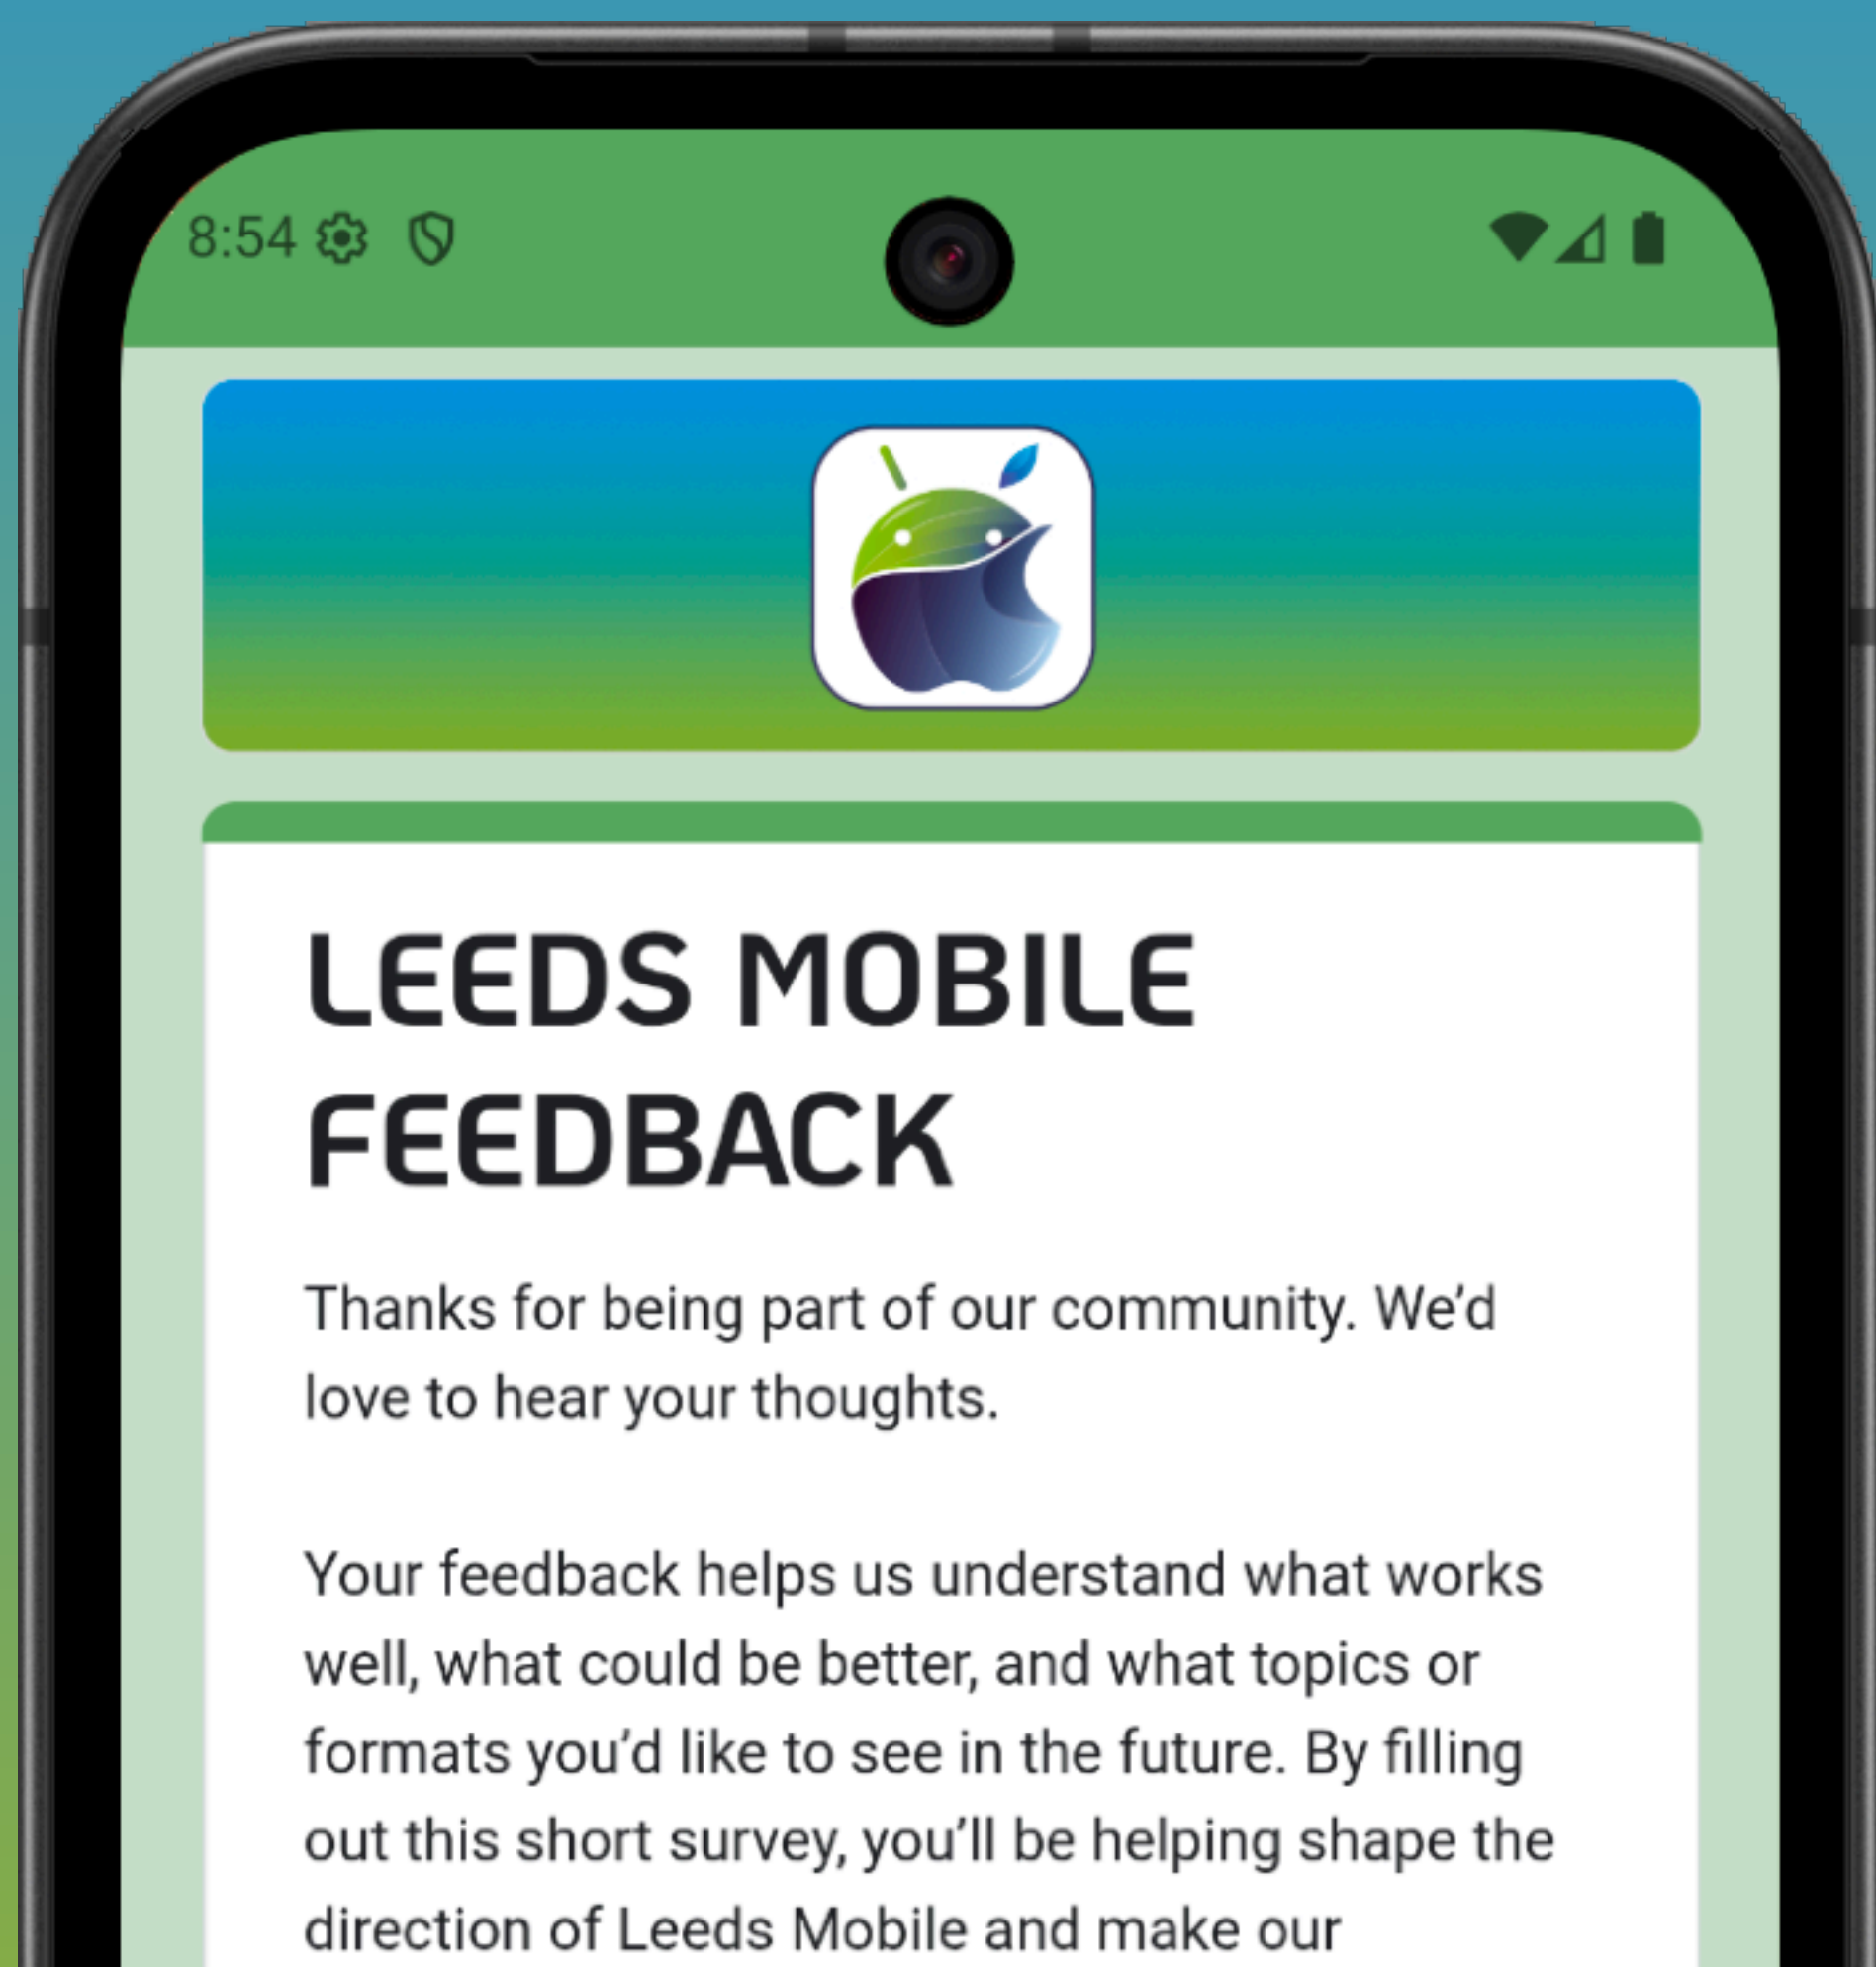 8:54
LEEDS MOBILE
FEEDBACK
Thanks for being part of our community. We’d
love to hear your thoughts.
Your feedback helps us understand what works
well, what could be better, and what topics or
formats you’d like to see in the future. By filling
out this short survey, you’ll be helping shape the
direction of Leeds Mobile and make our